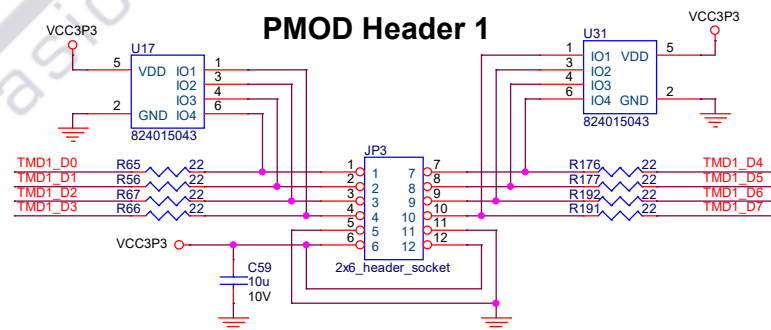 PMOD Header 1
VCC3P3
U17
5 VDD IO1 1
IO2 3
IO3 4
2 GND IO4 6
824015043
VCC3P3
U31
1 IO1 VDD 5
3 IO2
4 IO3
6 IO4 GND 2
824015043
JP3
TMD1_D0 R65 22 1 1 7 7 R176 22 TMD1_D4
TMD1_D1 R56 22 2 2 8 8 R177 22 TMD1_D5
TMD1_D2 R67 22 3 3 9 9 R192 22 TMD1_D6
TMD1_D3 R66 22 4 4 10 10 R191 22 TMD1_D7
5 5 11 11
VCC3P3 6 6 12 12
2x6_header_socket
C59
10u
10V
asic